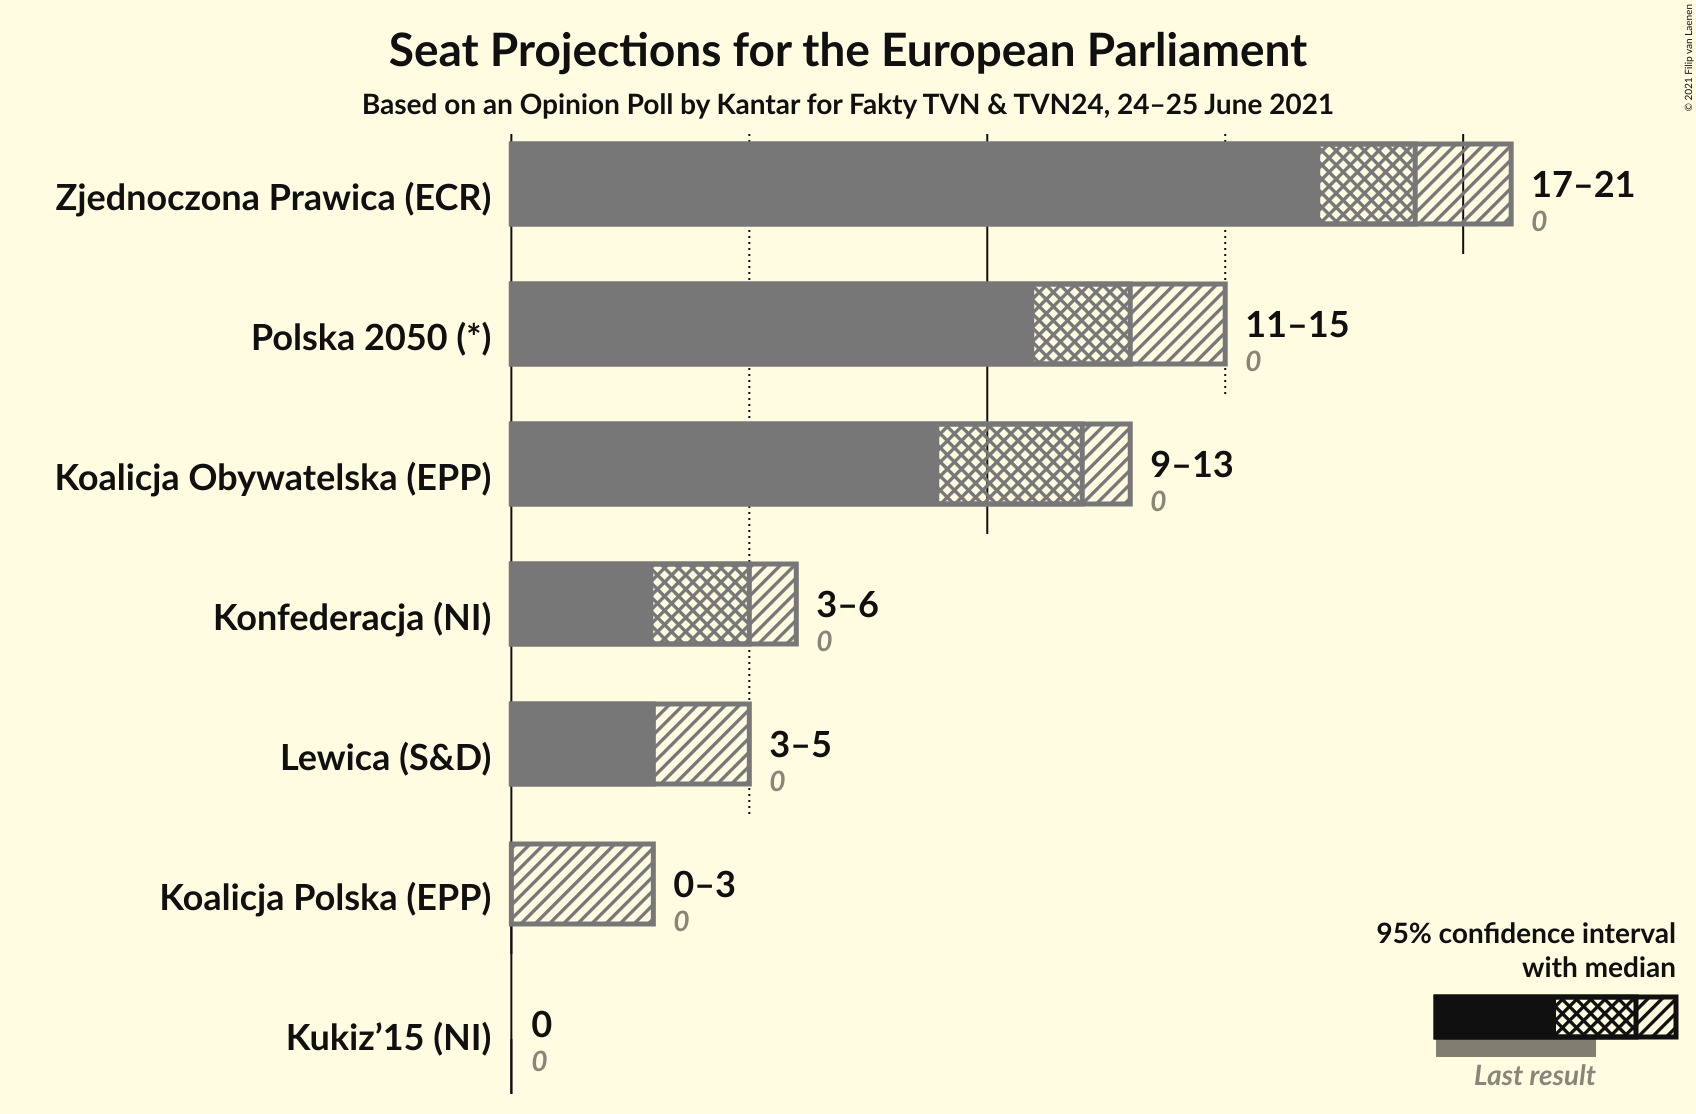 Seat Projections for the European Parliament
Based on an Opinion Poll by Kantar for Fakty TVN & TVN24, 24–25 June 2021
© 2021 Filip van Laenen
Zjednoczona Prawica (ECR)
17–21
0
Polska 2050 (*)
11–15
0
Koalicja Obywatelska (EPP)
9–13
0
Konfederacja (NI)
3–6
0
Lewica (S&D)
3–5
0
Koalicja Polska (EPP)
0–3
0
Kukiz’15 (NI)
0
0
95% confidence interval
with median
Last result